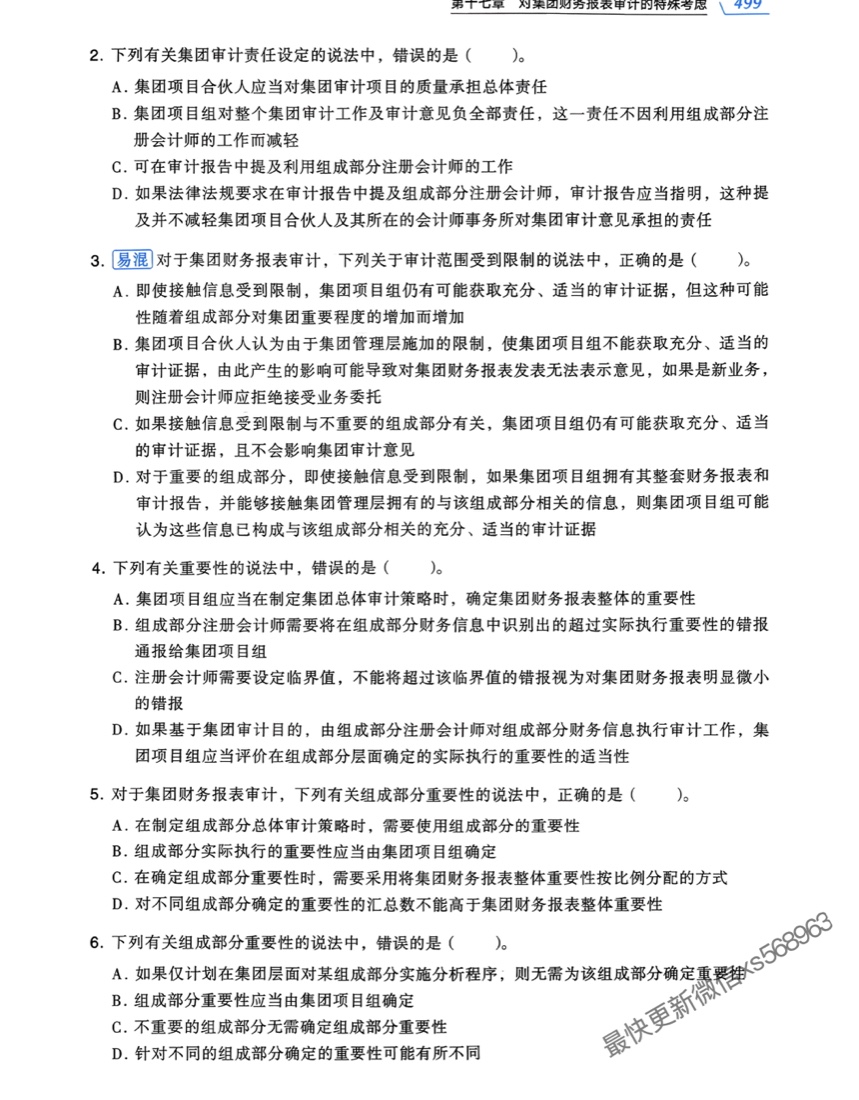 第十七章 对集团财务报表审计的特殊考虑 499
2. 下列有关集团审计责任设定的说法中，错误的是（ ）。
A. 集团项目合伙人应当对集团审计项目的质量承担总体责任
B. 集团项目组对整个集团审计工作及审计意见负全部责任，这一责任不因利用组成部分注
册会计师的工作而减轻
C. 可在审计报告中提及利用组成部分注册会计师的工作
D. 如果法律法规要求在审计报告中提及组成部分注册会计师，审计报告应当指明，这种提
及并不减轻集团项目合伙人及其所在的会计师事务所对集团审计意见承担的责任
3. 易混 对于集团财务报表审计，下列关于审计范围受到限制的说法中，正确的是（ ）。
A. 即使接触信息受到限制，集团项目组仍有可能获取充分、适当的审计证据，但这种可能
性随着组成部分对集团重要程度的增加而增加
B. 集团项目合伙人认为由于集团管理层施加的限制，使集团项目组不能获取充分、适当的
审计证据，由此产生的影响可能导致对集团财务报表发表无法表示意见，如果是新业务，
则注册会计师应拒绝接受业务委托
C. 如果接触信息受到限制与不重要的组成部分有关，集团项目组仍有可能获取充分、适当
的审计证据，且不会影响集团审计意见
D. 对于重要的组成部分，即使接触信息受到限制，如果集团项目组拥有其整套财务报表和
审计报告，并能够接触集团管理层拥有的与该组成部分相关的信息，则集团项目组可能
认为这些信息已构成与该组成部分相关的充分、适当的审计证据
4. 下列有关重要性的说法中，错误的是（ ）。
A. 集团项目组应当在制定集团总体审计策略时，确定集团财务报表整体的重要性
B. 组成部分注册会计师需要将在组成部分财务信息中识别出的超过实际执行重要性的错报
通报给集团项目组
C. 注册会计师需要设定临界值，不能将超过该临界值的错报视为对集团财务报表明显微小
的错报
D. 如果基于集团审计目的，由组成部分注册会计师对组成部分财务信息执行审计工作，集
团项目组应当评价在组成部分层面确定的实际执行的重要性的适当性
5. 对于集团财务报表审计，下列有关组成部分重要性的说法中，正确的是（ ）。
A. 在制定组成部分总体审计策略时，需要使用组成部分的重要性
B. 组成部分实际执行的重要性应当由集团项目组确定
C. 在确定组成部分重要性时，需要采用将集团财务报表整体重要性按比例分配的方式
D. 对不同组成部分确定的重要性的汇总数不能高于集团财务报表整体重要性
6. 下列有关组成部分重要性的说法中，错误的是（ ）。
A. 如果仅计划在集团层面对某组成部分实施分析程序，则无需为该组成部分确定重要性
B. 组成部分重要性应当由集团项目组确定
C. 不重要的组成部分无需确定组成部分重要性
D. 针对不同的组成部分确定的重要性可能有所不同
最快更新微信xs568963